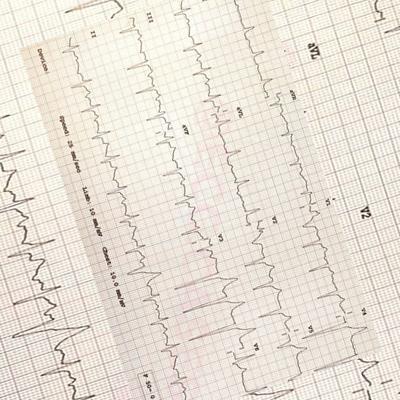 aVL
V2
II
III
aVR
aVL
aVF
V1
V2
V3
V4
V5
V6
Device:
Speed: 25 mm/sec
Limb: 10 mm/mV
Chest: 10.0 mm/mV